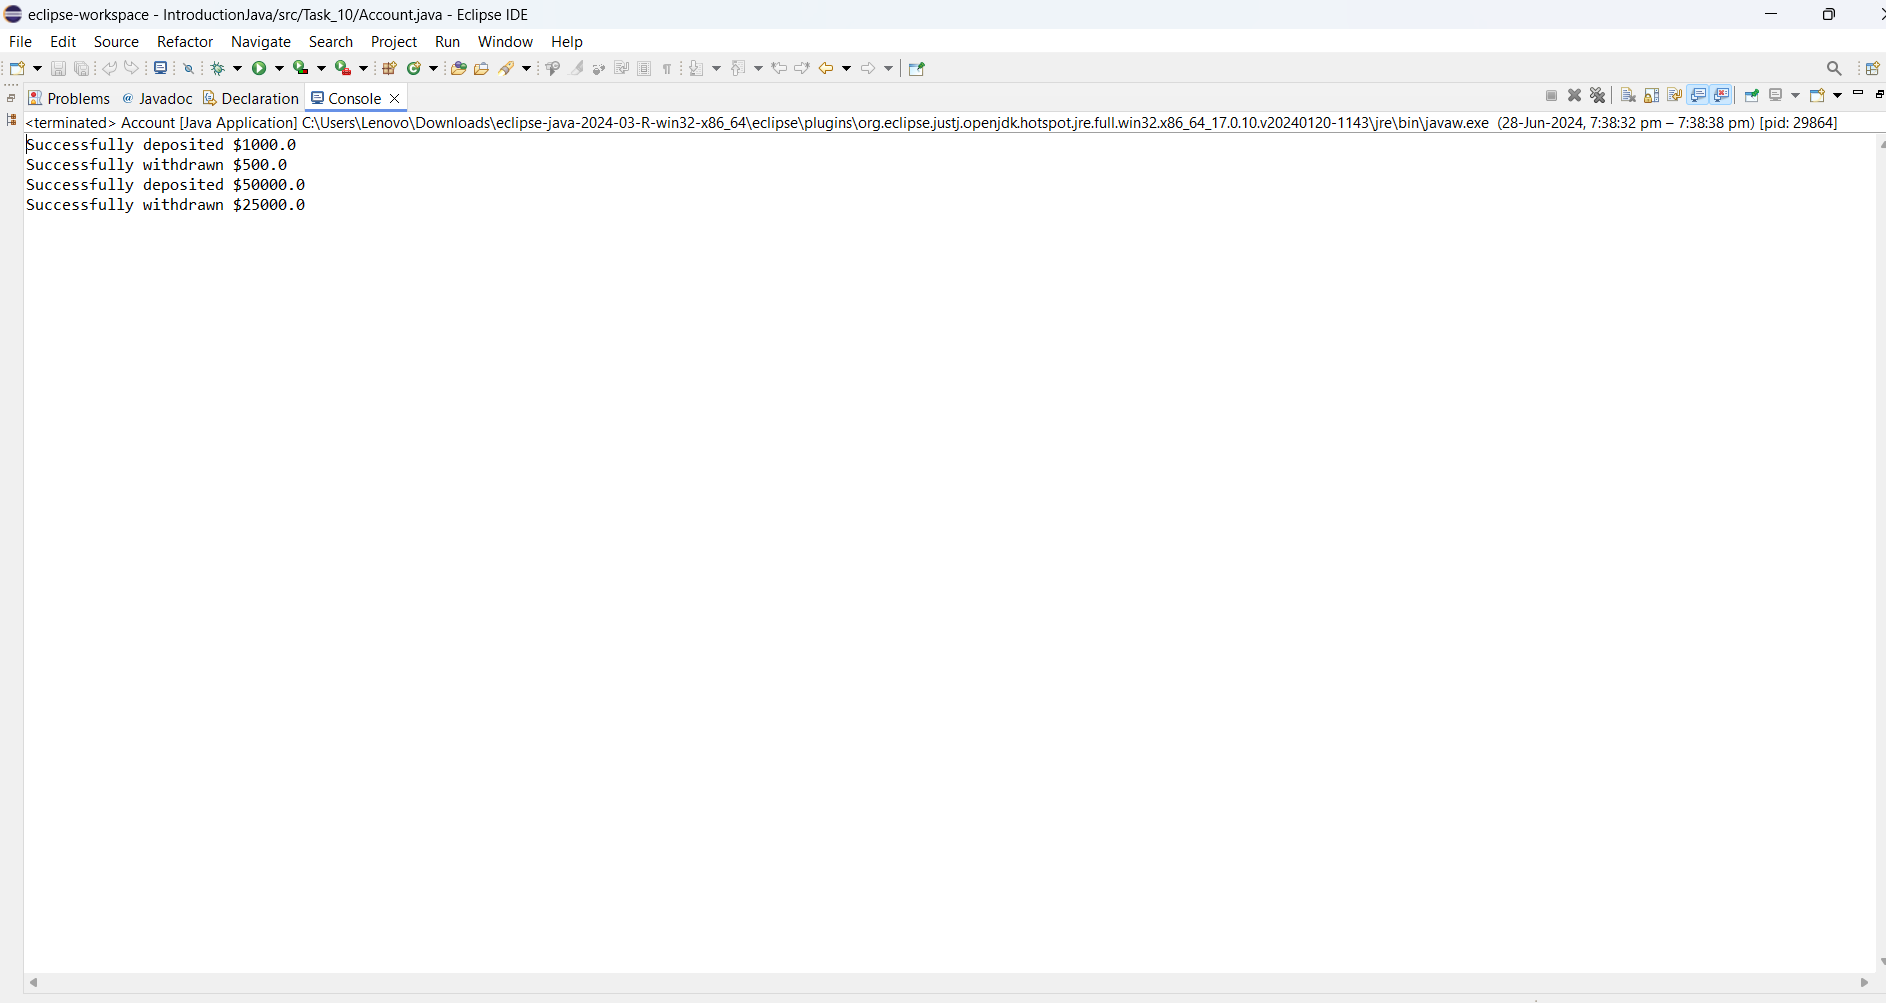 eclipse-workspace - IntroductionJava/src/Task_10/Account.java - Eclipse IDE
File Edit Source Refactor Navigate Search Project Run Window Help
Problems @ Javadoc Declaration Console
<terminated> Account [Java Application] C:\Users\Lenovo\Downloads\eclipse-java-2024-03-R-win32-x86_64\eclipse\plugins\org.eclipse.justj.openjdk.hotspot.jre.full.win32.x86_64_17.0.10.v20240120-1143\jre\bin\javaw.exe (28-Jun-2024, 7:38:32 pm – 7:38:38 pm) [pid: 29864]
Successfully deposited $1000.0
Successfully withdrawn $500.0
Successfully deposited $50000.0
Successfully withdrawn $25000.0